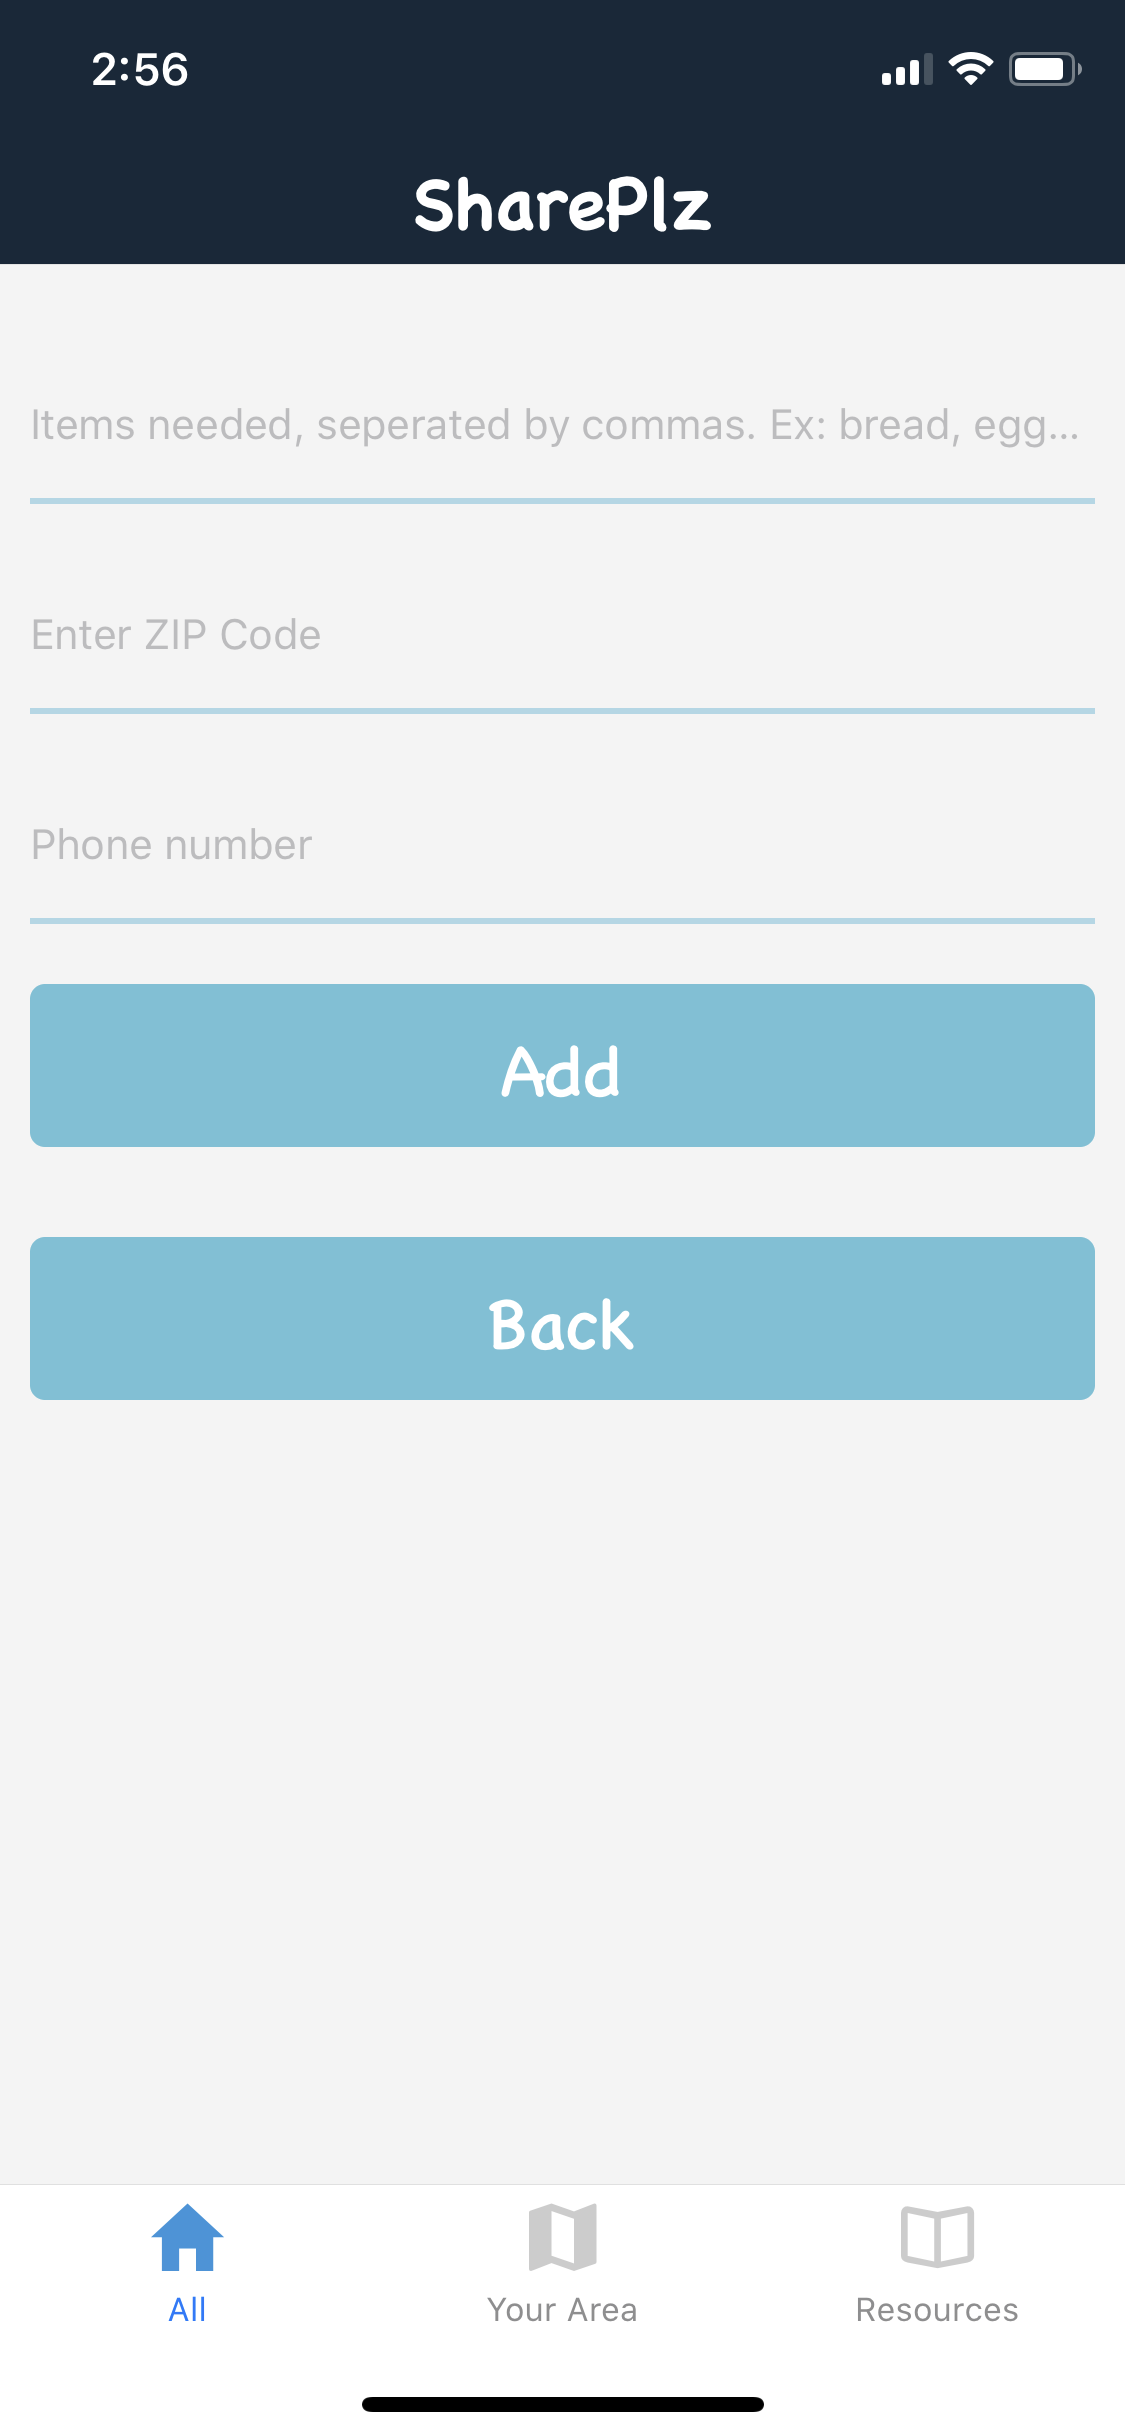 2:56
SharePlz
Items needed, seperated by commas. Ex: bread, egg...
Enter ZIP Code
Phone number
Add
Back
All
Your Area
Resources